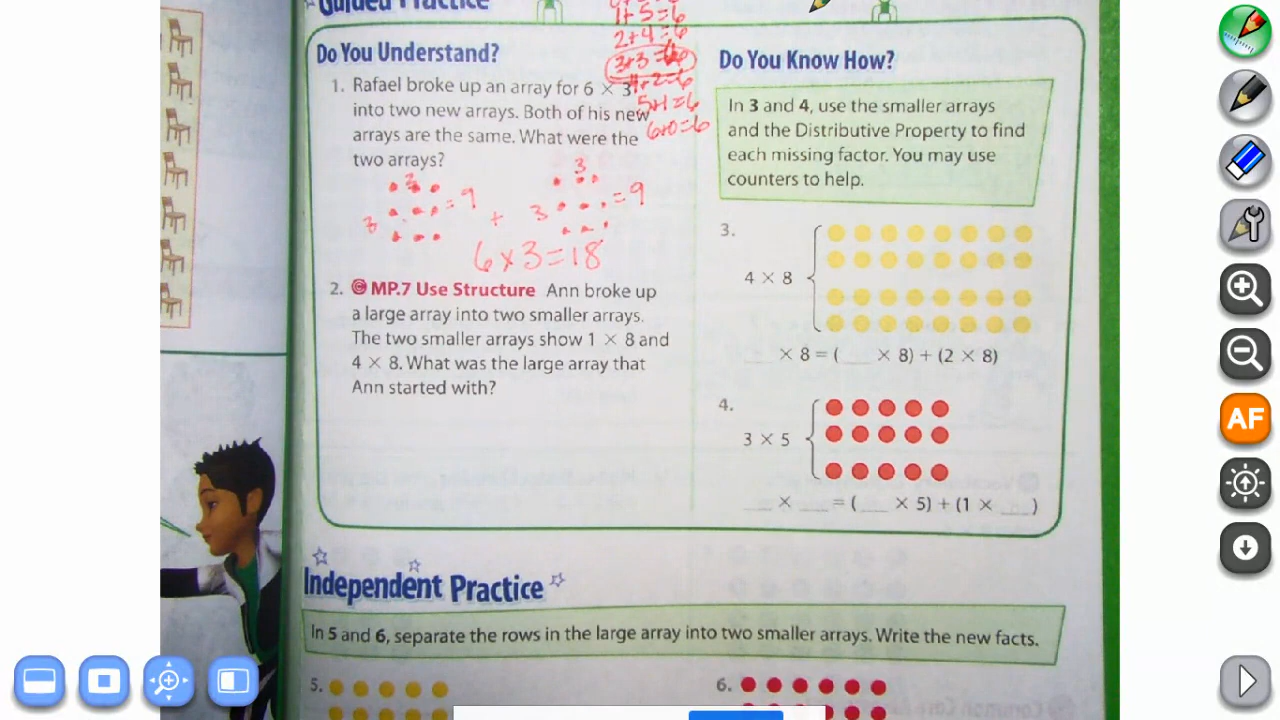 Guided Practice
1+5=6
2+4=6
3+3=6
4+2=6
5+1=6
6+0=6
Do You Understand?
1. Rafael broke up an array for 6 × 3
into two new arrays. Both of his new
arrays are the same. What were the
two arrays?
3
3
3 = 9 + 3 = 9
6×3=18
2. MP.7 Use Structure Ann broke up
a large array into two smaller arrays.
The two smaller arrays show 1 × 8 and
4 × 8. What was the large array that
Ann started with?
Do You Know How?
In 3 and 4, use the smaller arrays
and the Distributive Property to find
each missing factor. You may use
counters to help.
3.
4 × 8
__ × 8 = (__ × 8) + (2 × 8)
4.
3 × 5
__ × __ = (__ × 5) + (1 × __)
Independent Practice
In 5 and 6, separate the rows in the large array into two smaller arrays. Write the new facts.
5.
6.
AF